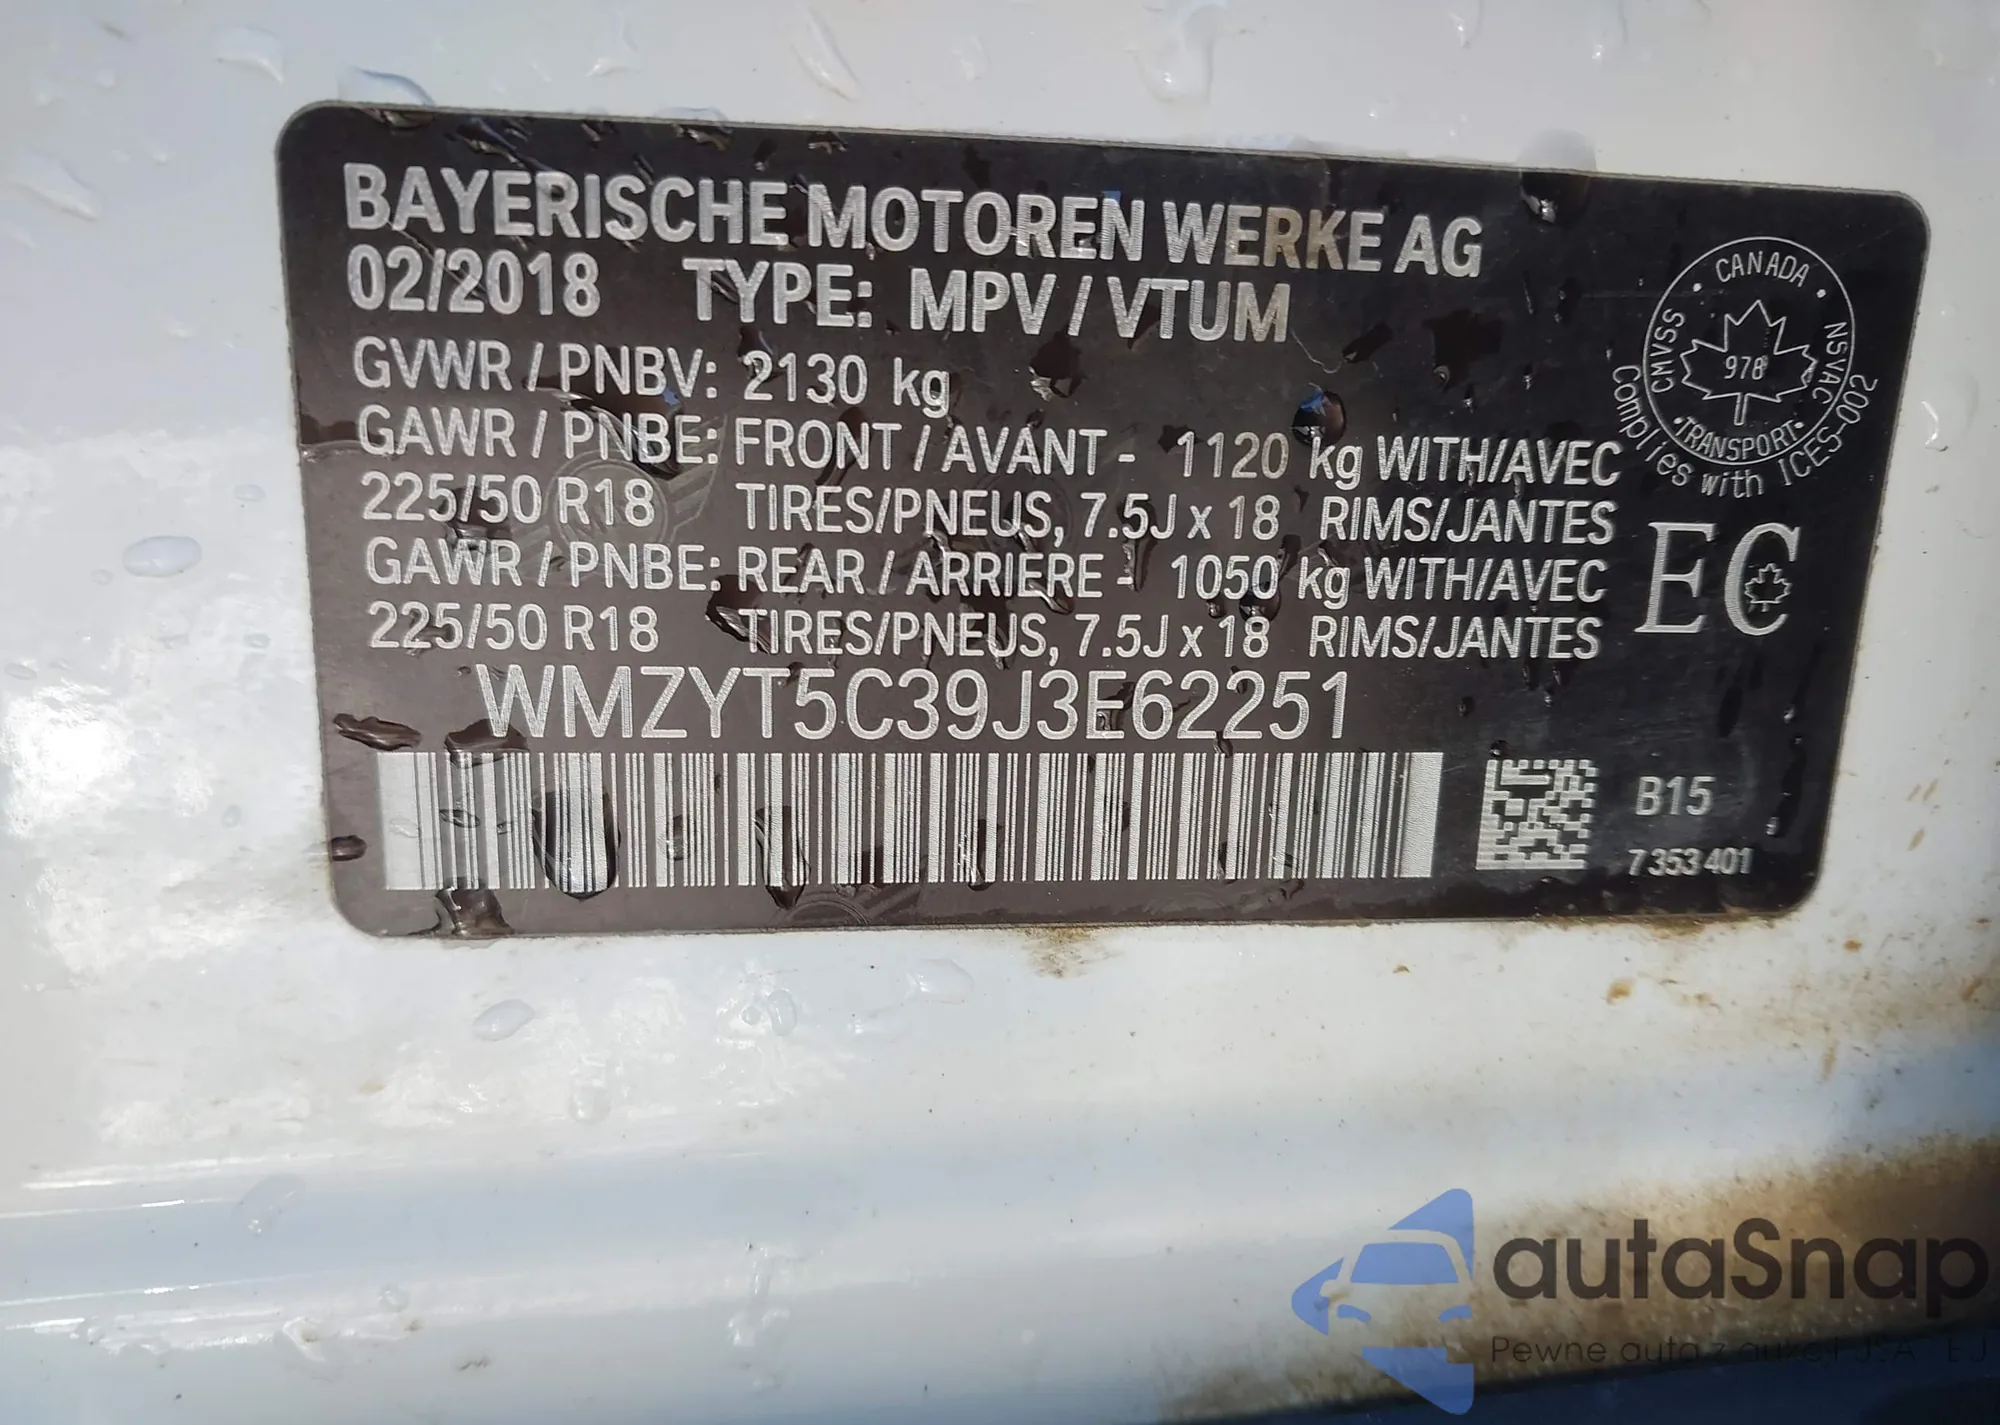 BAYERISCHE MOTOREN WERKE AG
02/2018 TYPE: MPV / VTUM
GVWR / PNBV: 2130 kg
GAWR / PNBE: FRONT / AVANT - 1120 kg WITH/AVEC
225/50 R18 TIRES/PNEUS, 7.5J x 18 RIMS/JANTES
GAWR / PNBE: REAR / ARRIERE - 1050 kg WITH/AVEC
225/50 R18 TIRES/PNEUS, 7.5J x 18 RIMS/JANTES
WMZYT5C39J3E62251
CANADA
CMVSS
NSVAC
978
TRANSPORT
Complies with ICES-002
EC
B15
7 353 401
autaSnap
Pewne auta z